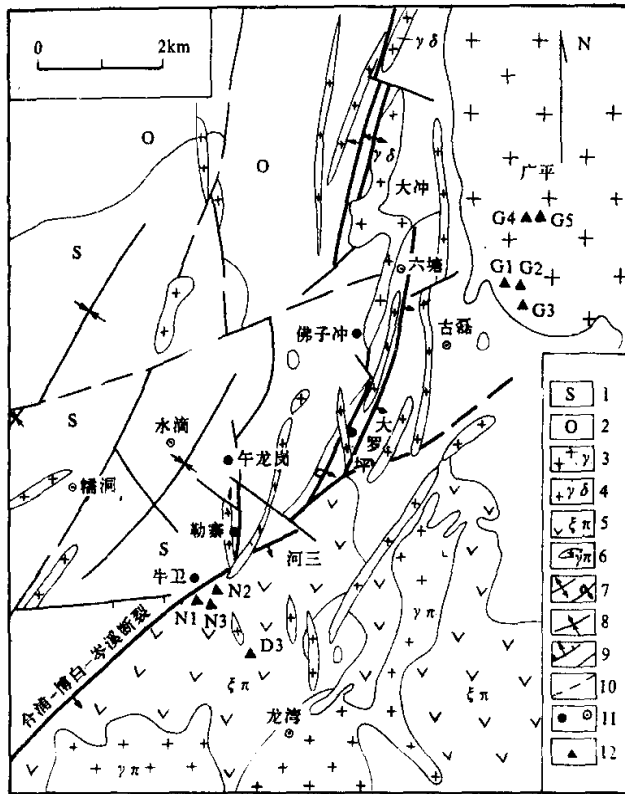 0 2km
γδ
N
O
O
γδ
广平
大冲
G4 G5
S
六塘
G1 G2
G3
佛子冲
古磊
S
水滴
大罗坪
午龙岗
糯洞
勒寨
S
河三
牛卫
N2
N1 N3
D3
γπ
合浦-博白-岑溪断裂
ξπ
ξπ
龙湾
γπ
S 1
O 2
γ 3
γδ 4
ξπ 5
γπ 6
7
8
9
10
11
12